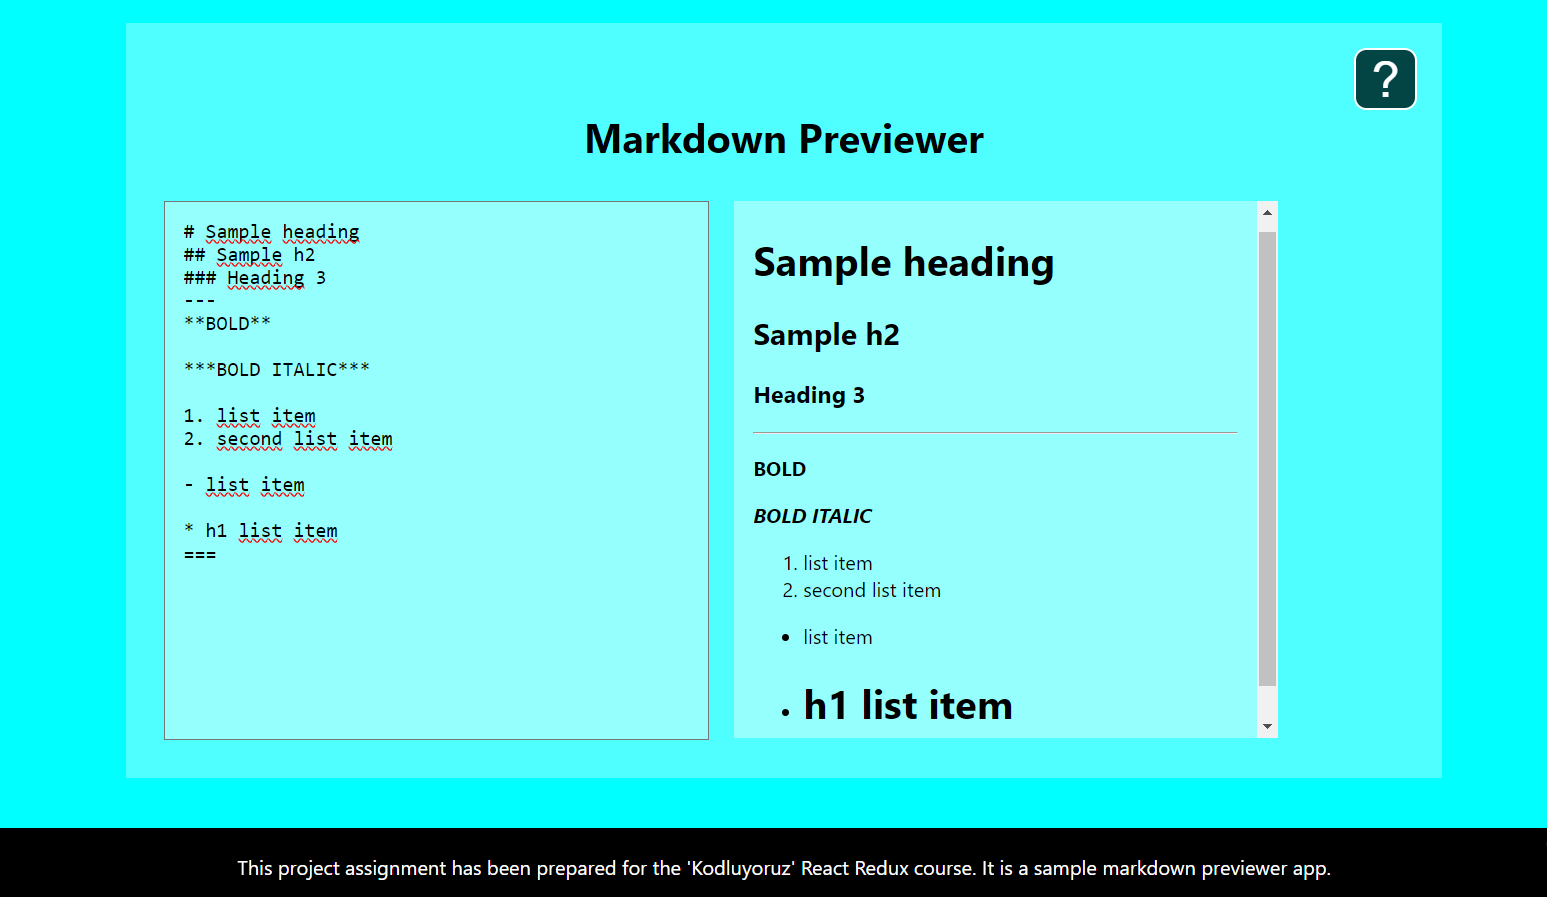 ?
Markdown Previewer
# Sample heading
## Sample h2
### Heading 3
---
**BOLD**
***BOLD ITALIC***
1. list item
2. second list item
- list item
* h1 list item
===
Sample heading
Sample h2
Heading 3
BOLD
BOLD ITALIC
1. list item
2. second list item
• list item
• h1 list item
This project assignment has been prepared for the 'Kodluyoruz' React Redux course. It is a sample markdown previewer app.